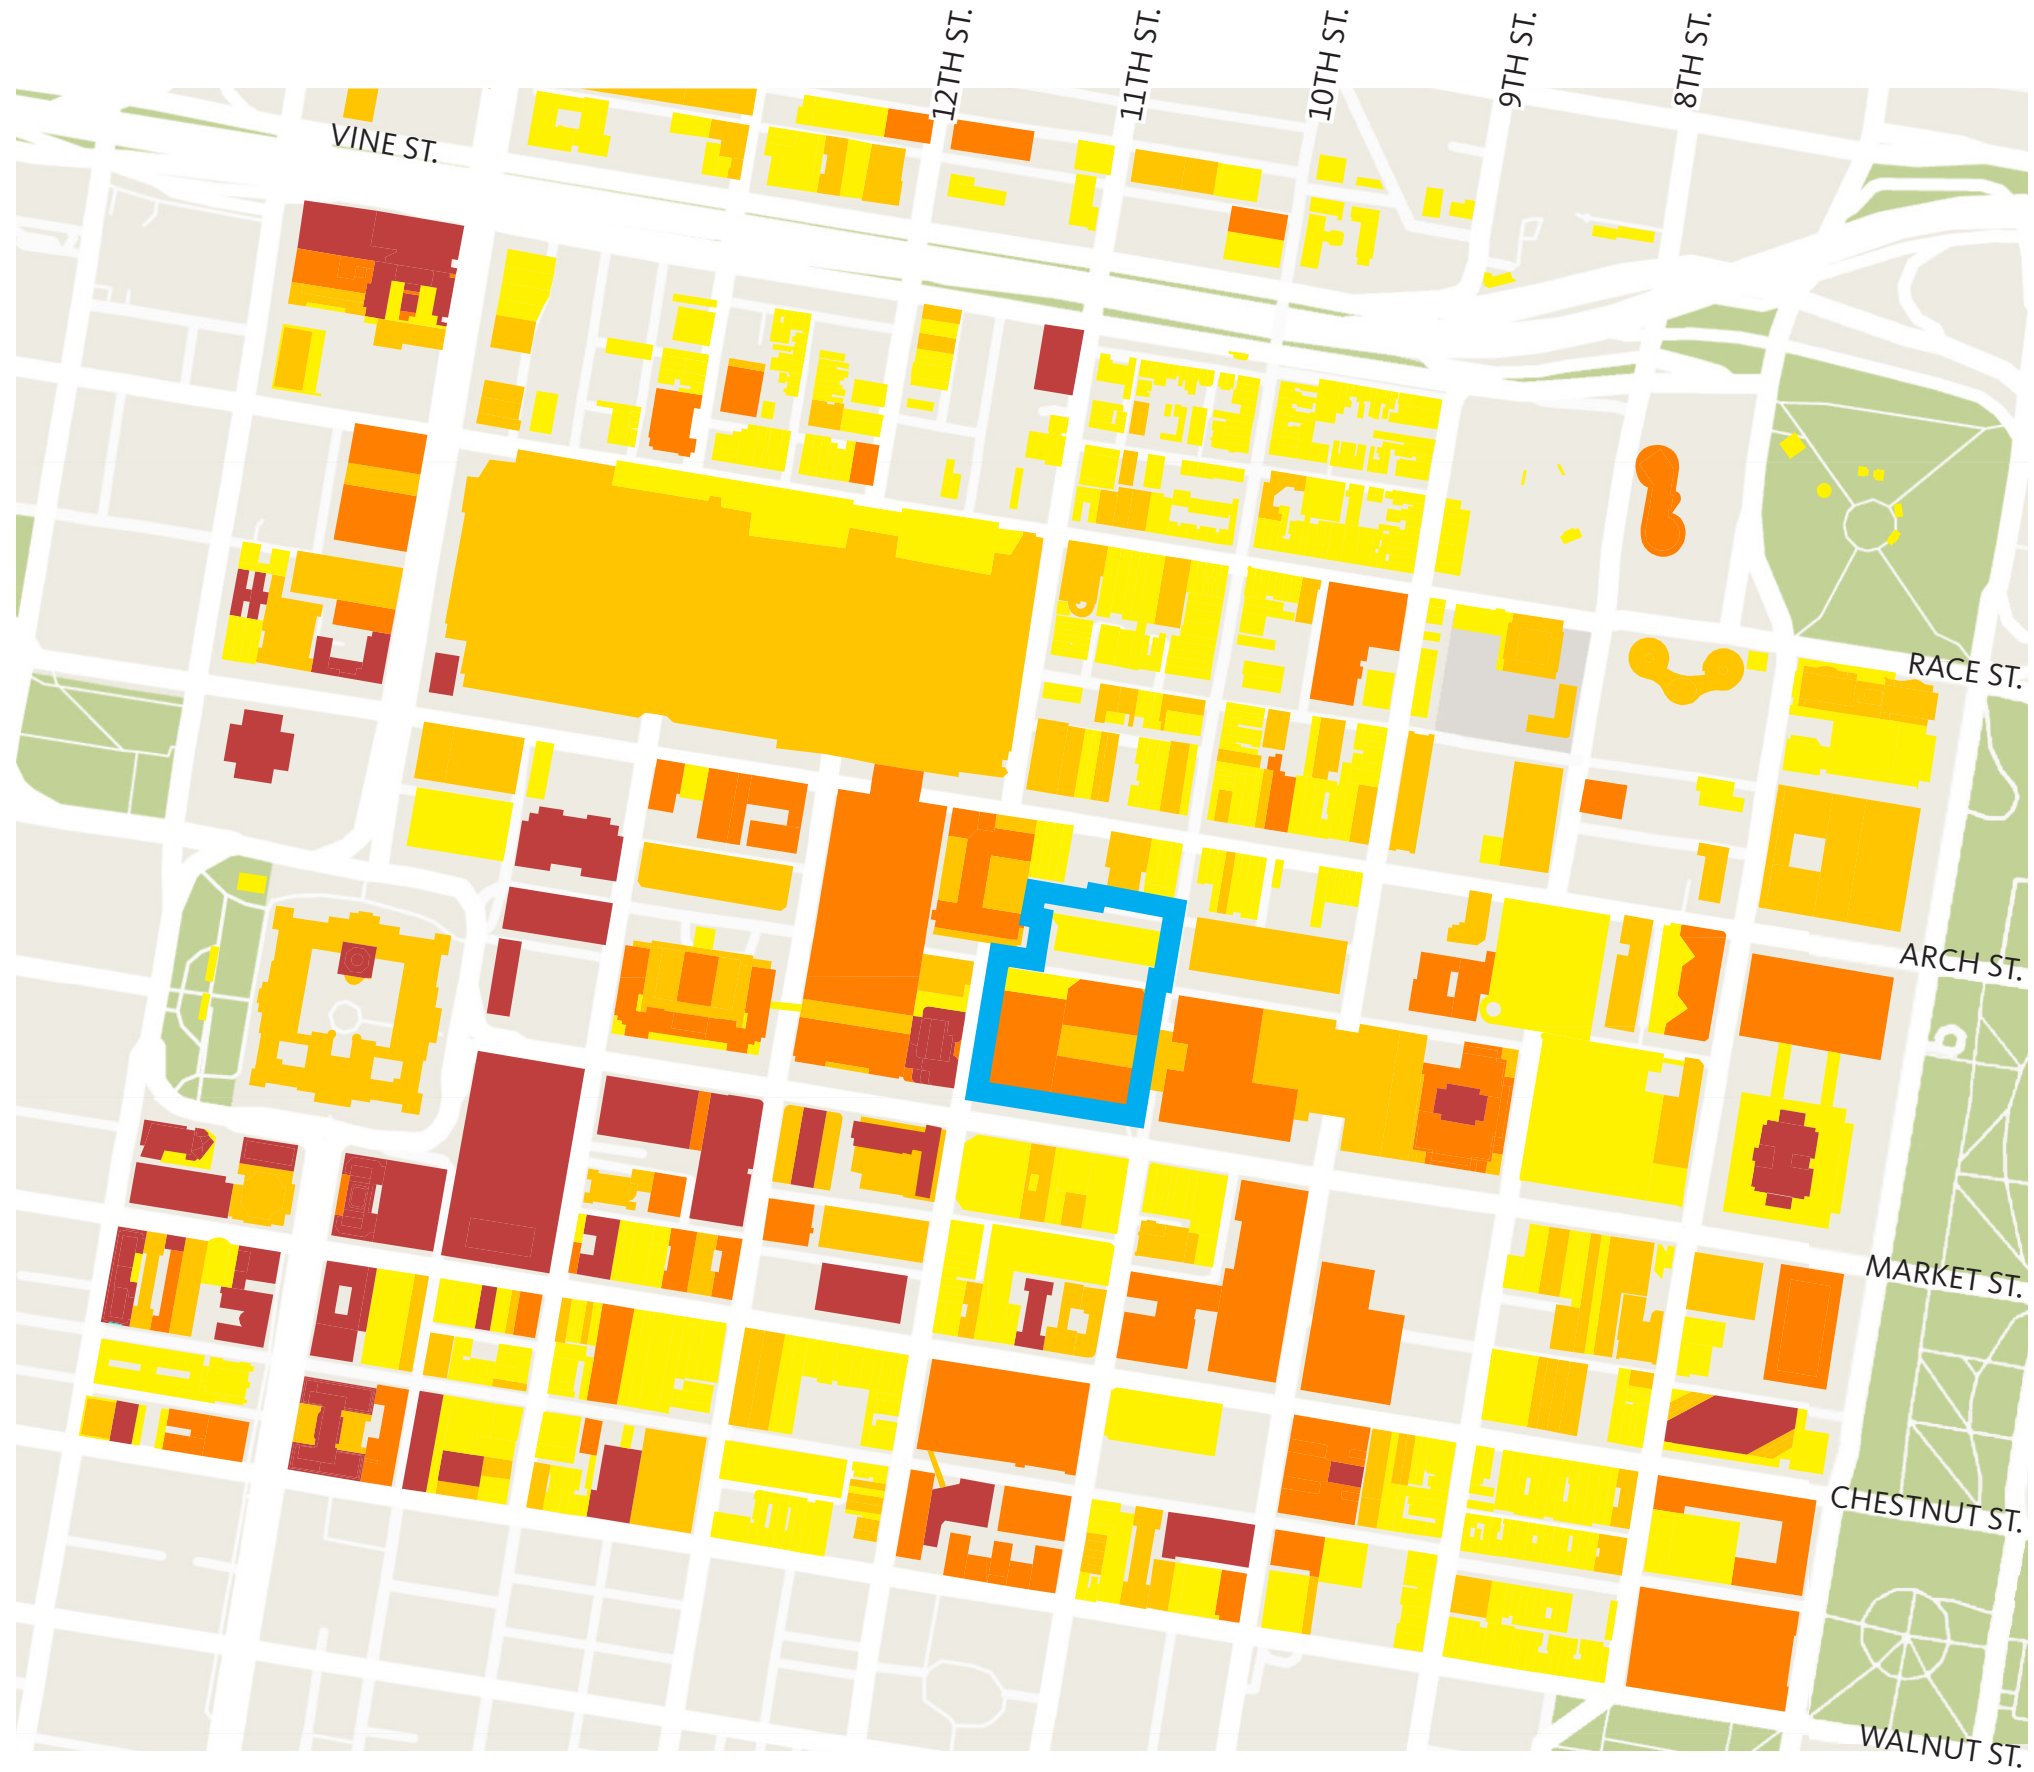 12TH ST.
11TH ST.
10TH ST.
9TH ST.
8TH ST.
VINE ST.
RACE ST.
ARCH ST.
MARKET ST.
CHESTNUT ST.
WALNUT ST.